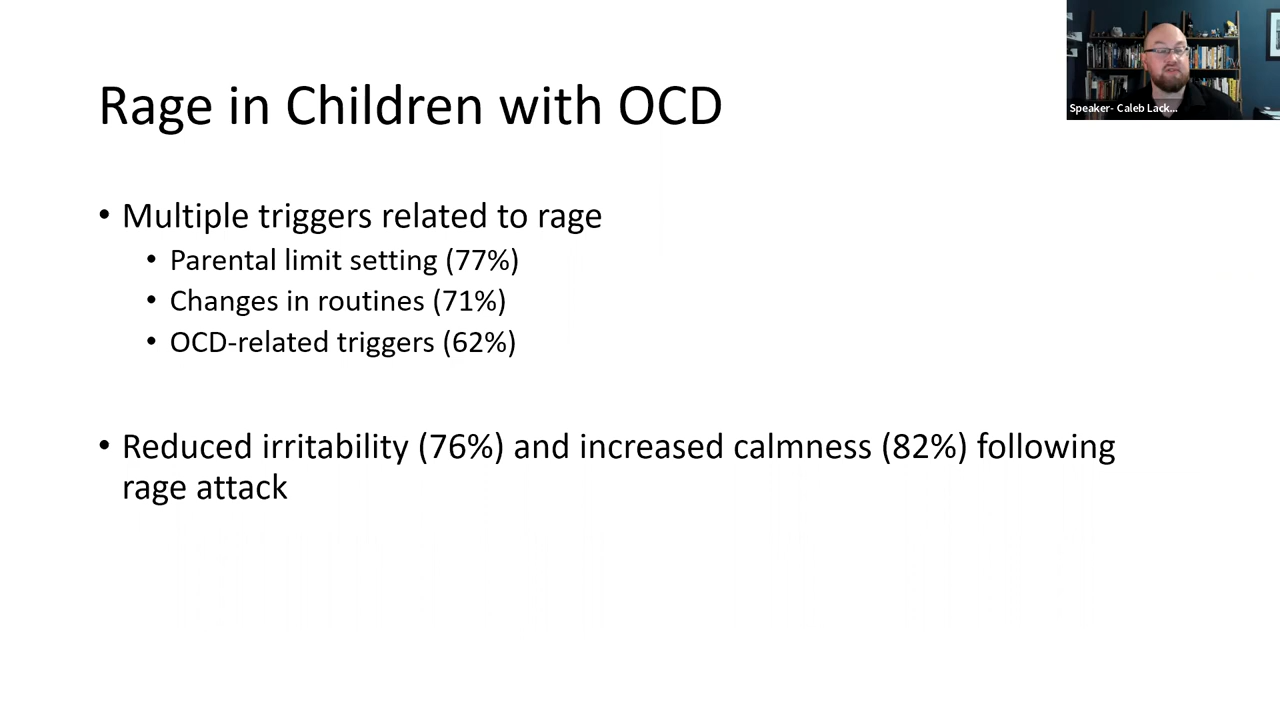 Rage in Children with OCD
• Multiple triggers related to rage
• Parental limit setting (77%)
• Changes in routines (71%)
• OCD-related triggers (62%)
• Reduced irritability (76%) and increased calmness (82%) following
rage attack
Speaker- Caleb Lack...